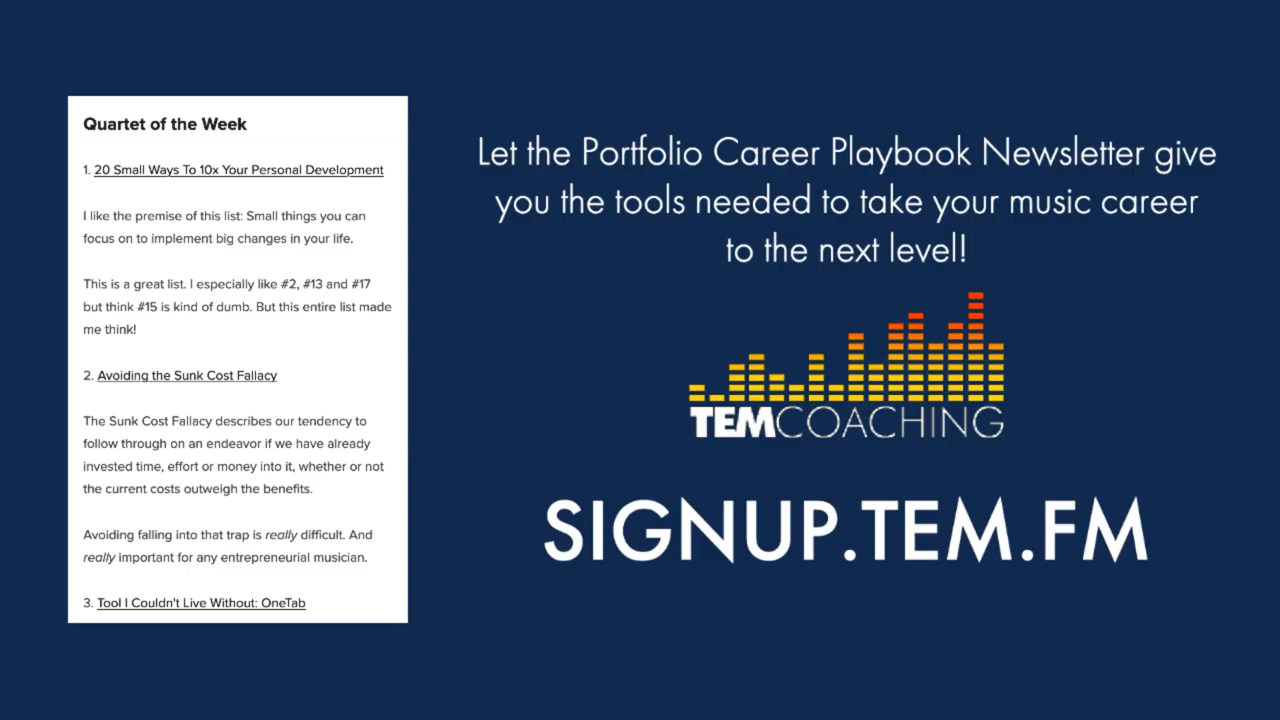 Quartet of the Week
1. 20 Small Ways To 10x Your Personal Development
I like the premise of this list: Small things you can
focus on to implement big changes in your life.
This is a great list. I especially like #2, #13 and #17
but think #15 is kind of dumb. But this entire list made
me think!
2. Avoiding the Sunk Cost Fallacy
The Sunk Cost Fallacy describes our tendency to
follow through on an endeavor if we have already
invested time, effort or money into it, whether or not
the current costs outweigh the benefits.
Avoiding falling into that trap is really difficult. And
really important for any entrepreneurial musician.
3. Tool I Couldn't Live Without: OneTab
Let the Portfolio Career Playbook Newsletter give
you the tools needed to take your music career
to the next level!
TEMCOACHING
SIGNUP.TEM.FM